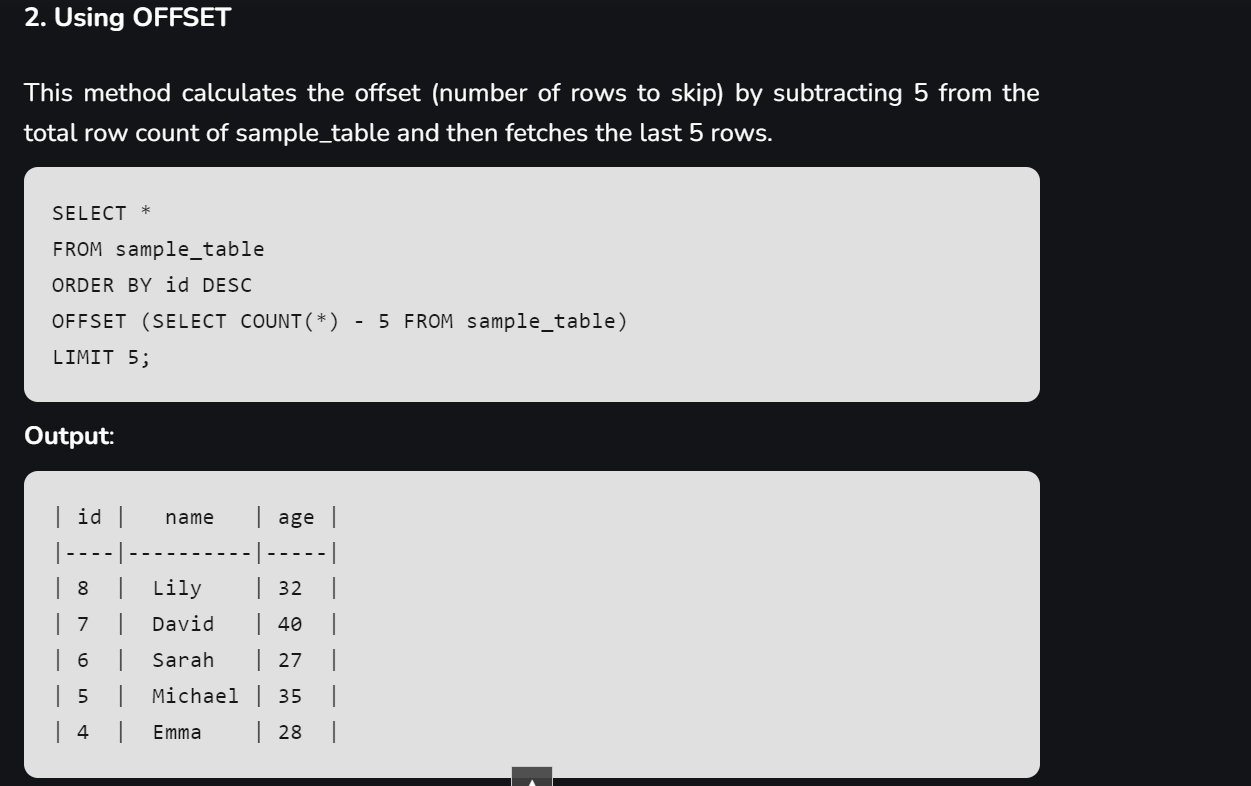 2. Using OFFSET
This method calculates the offset (number of rows to skip) by subtracting 5 from the
total row count of sample_table and then fetches the last 5 rows.
SELECT *
FROM sample_table
ORDER BY id DESC
OFFSET (SELECT COUNT(*) - 5 FROM sample_table)
LIMIT 5;
Output:
| id |   name   | age |
|----|----------|-----|
| 8  |  Lily    | 32  |
| 7  |  David   | 40  |
| 6  |  Sarah   | 27  |
| 5  |  Michael | 35  |
| 4  |  Emma    | 28  |